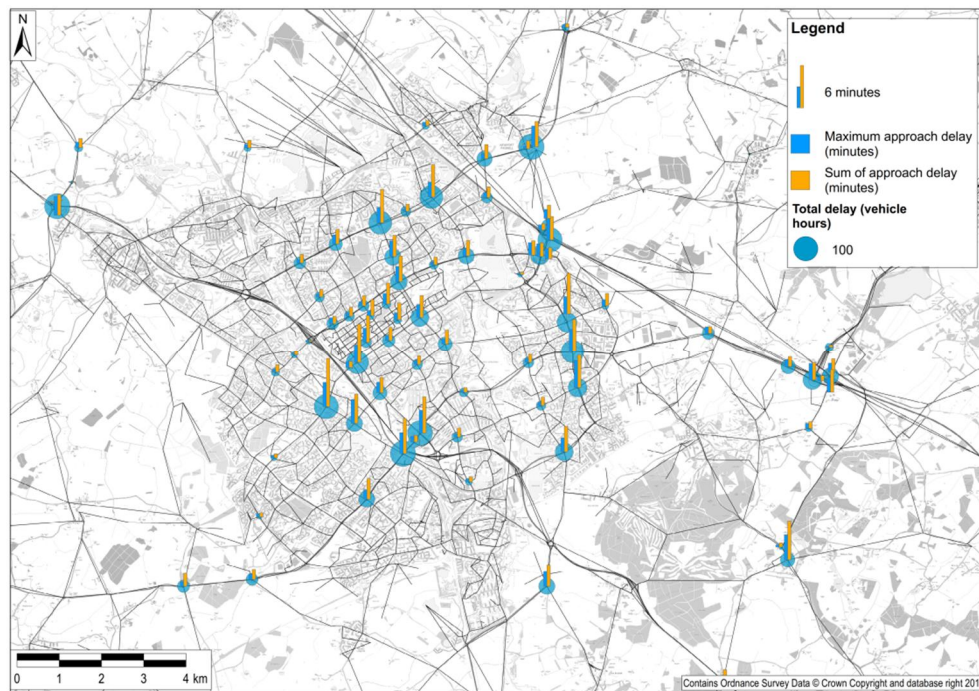 N
Legend
6 minutes
Maximum approach delay
(minutes)
Sum of approach delay
(minutes)
Total delay (vehicle
hours)
100
0 1 2 3 4 km
Contains Ordnance Survey Data © Crown Copyright and database right 20